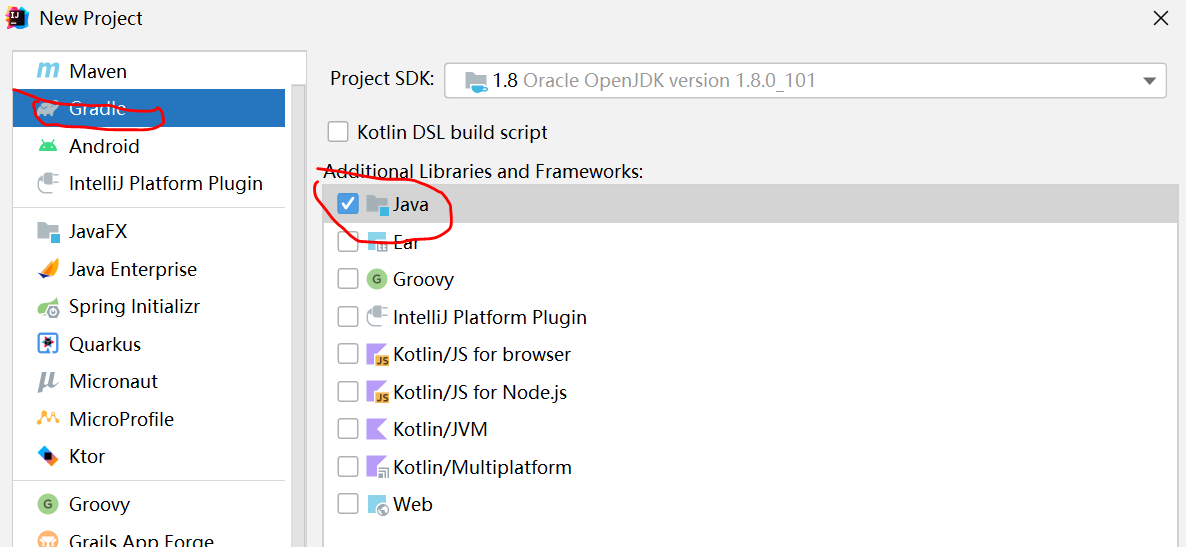 New Project
Maven
Gradle
Android
IntelliJ Platform Plugin
JavaFX
Java Enterprise
Spring Initializr
Quarkus
Micronaut
MicroProfile
Ktor
Groovy
Grails App Forge
Project SDK: 1.8 Oracle OpenJDK version 1.8.0_101
Kotlin DSL build script
Additional Libraries and Frameworks:
Java
Ear
G Groovy
IntelliJ Platform Plugin
JS Kotlin/JS for browser
JS Kotlin/JS for Node.js
Kotlin/JVM
Kotlin/Multiplatform
Web